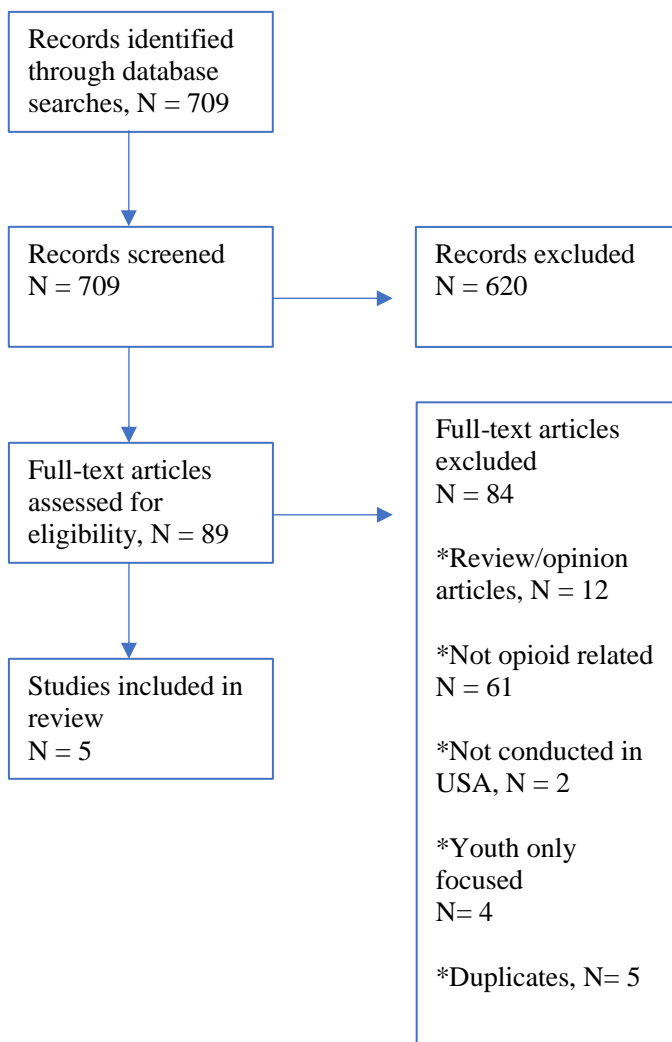 Records identified
through database
searches, N = 709
Records screened
N = 709
Records excluded
N = 620
Full-text articles
assessed for
eligibility, N = 89
Full-text articles
excluded
N = 84
*Review/opinion
articles, N = 12
*Not opioid related
N = 61
*Not conducted in
USA, N = 2
*Youth only
focused
N= 4
*Duplicates, N= 5
Studies included in
review
N = 5